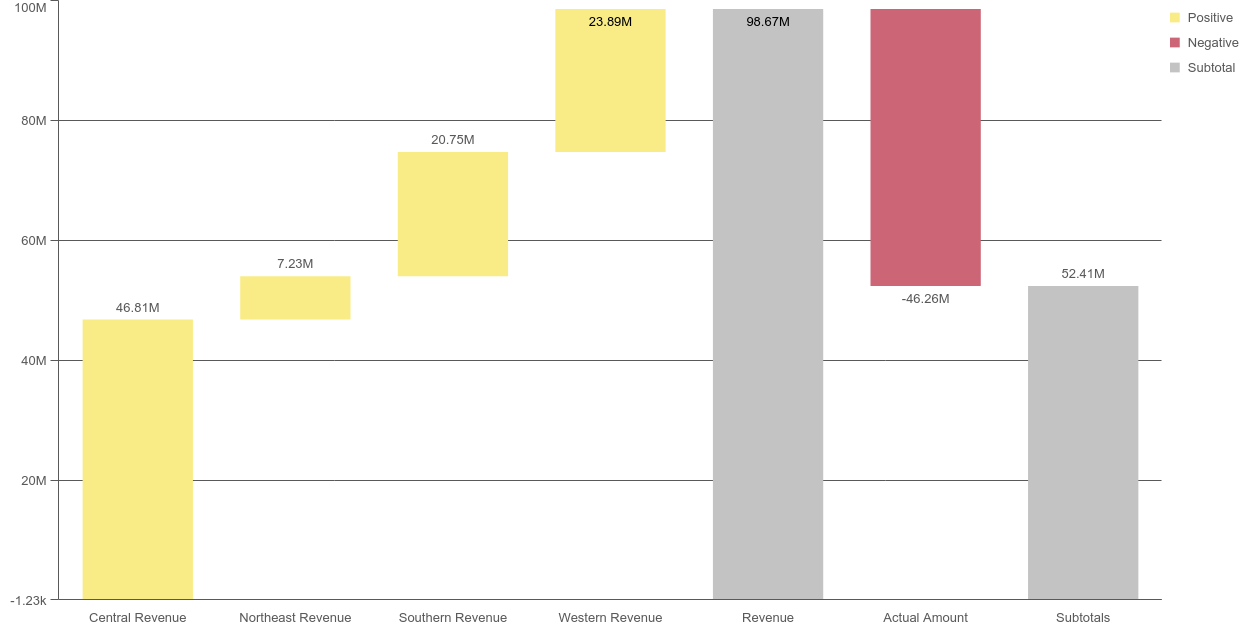 100M
80M
60M
40M
20M
-1.23k
46.81M
7.23M
20.75M
23.89M
98.67M
-46.26M
52.41M
Central Revenue
Northeast Revenue
Southern Revenue
Western Revenue
Revenue
Actual Amount
Subtotals
Positive
Negative
Subtotal